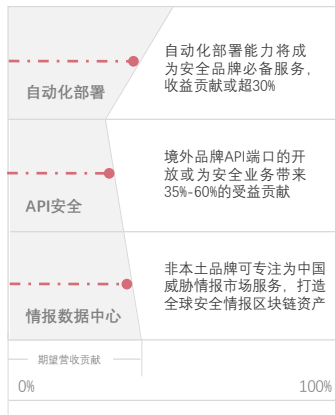 自动化部署能力将成
为安全品牌必备服务，
收益贡献或超30%
自动化部署
境外品牌API端口的开
放或为安全业务带来
35%-60%的受益贡献
API安全
非本土品牌可专注为中国
威胁情报市场服务，打造
全球安全情报区块链资产
情报数据中心
期望营收贡献
0%
100%